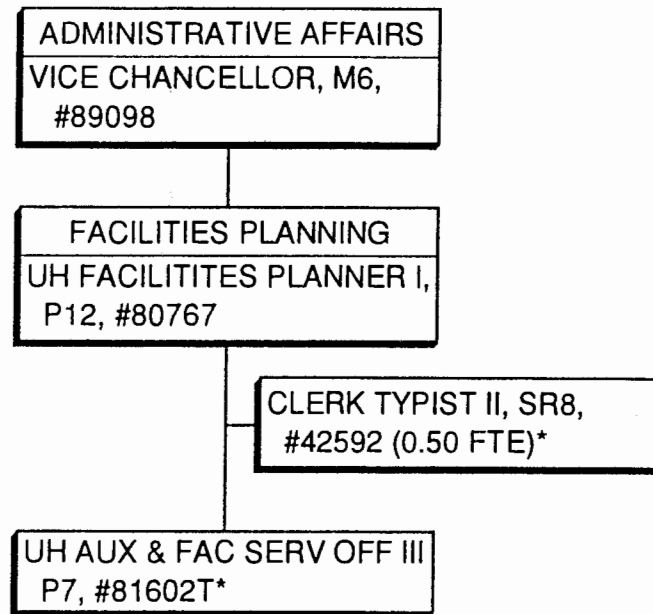 ADMINISTRATIVE AFFAIRS
VICE CHANCELLOR, M6,
#89098
FACILITIES PLANNING
UH FACILITITES PLANNER I,
P12, #80767
CLERK TYPIST II, SR8,
#42592 (0.50 FTE)*
UH AUX & FAC SERV OFF III
P7, #81602T*